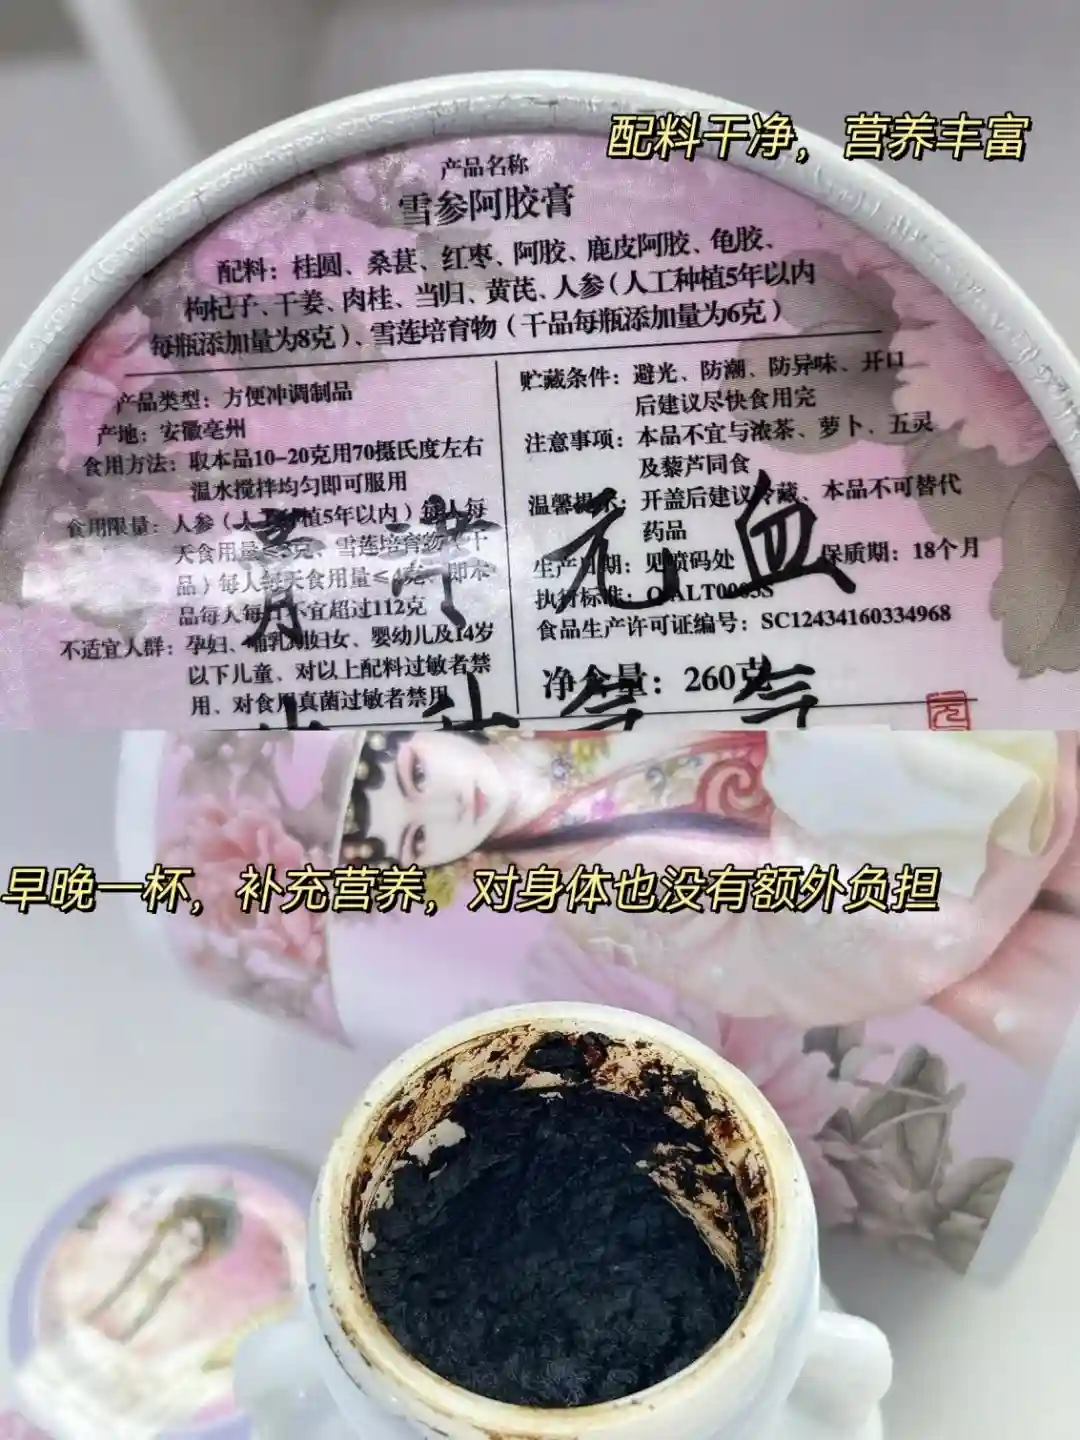 配料干净，营养丰富
产品名称
雪参阿胶膏
配料：桂圆、桑葚、红枣、阿胶、鹿皮阿胶、龟胶、
枸杞子、干姜、肉桂、当归、黄芪、人参（人工种植5年以内
每瓶添加量为8克）、雪莲培育物（干品每瓶添加量为6克）
产品类型：方便冲调制品
产地：安徽亳州
食用方法：取本品10-20克用70摄氏度左右
温水搅拌均匀即可服用
食用限量：人参（人工种植5年以内）每人每
天食用量≤3克、雪莲培育物（干
品）每人每天食用量≤4克、即本
品每人每日不宜超过112克
不适宜人群：孕妇、哺乳期妇女、婴幼儿及14岁
以下儿童、对以上配料过敏者禁
用、对食用真菌过敏者禁用
贮藏条件：避光、防潮、防异味、开口
后建议尽快食用完
注意事项：本品不宜与浓茶、萝卜、五灵
及藜芦同食
温馨提示：开盖后建议冷藏、本品不可替代
药品
生产日期：见喷码处 保质期：18个月
执行标准：
食品生产许可证编号：SC12434160334968
净含量：260克
元 血
早晚一杯，补充营养，对身体也没有额外负担